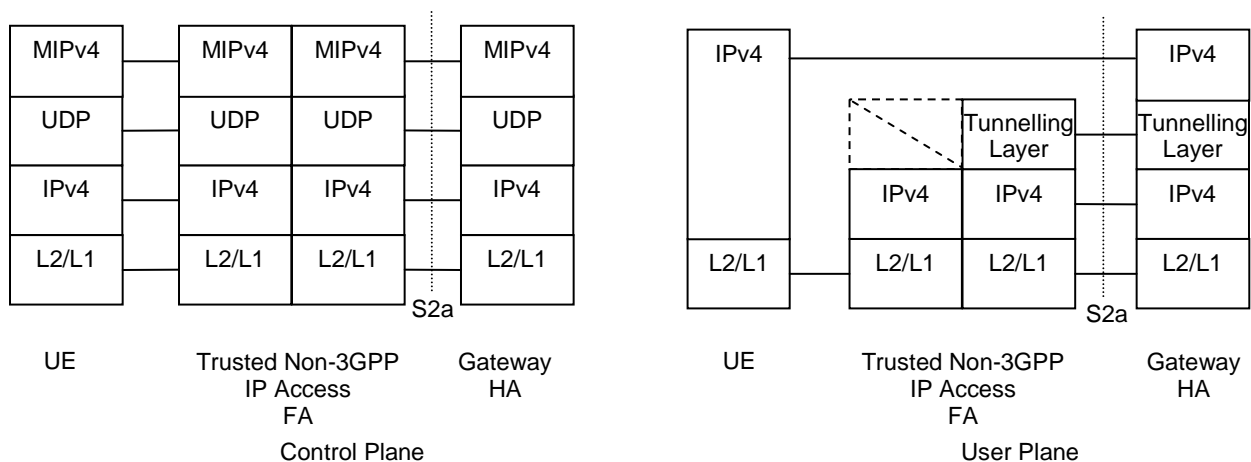 MIPv4 MIPv4 MIPv4 MIPv4
UDP UDP UDP UDP
IPv4 IPv4 IPv4 IPv4
L2/L1 L2/L1 L2/L1 L2/L1
S2a
UE Trusted Non-3GPP Gateway
IP Access HA
FA
Control Plane
IPv4 IPv4
Tunnelling Tunnelling
Layer Layer
IPv4 IPv4 IPv4
L2/L1 L2/L1 L2/L1 L2/L1
S2a
UE Trusted Non-3GPP Gateway
IP Access HA
FA
User Plane